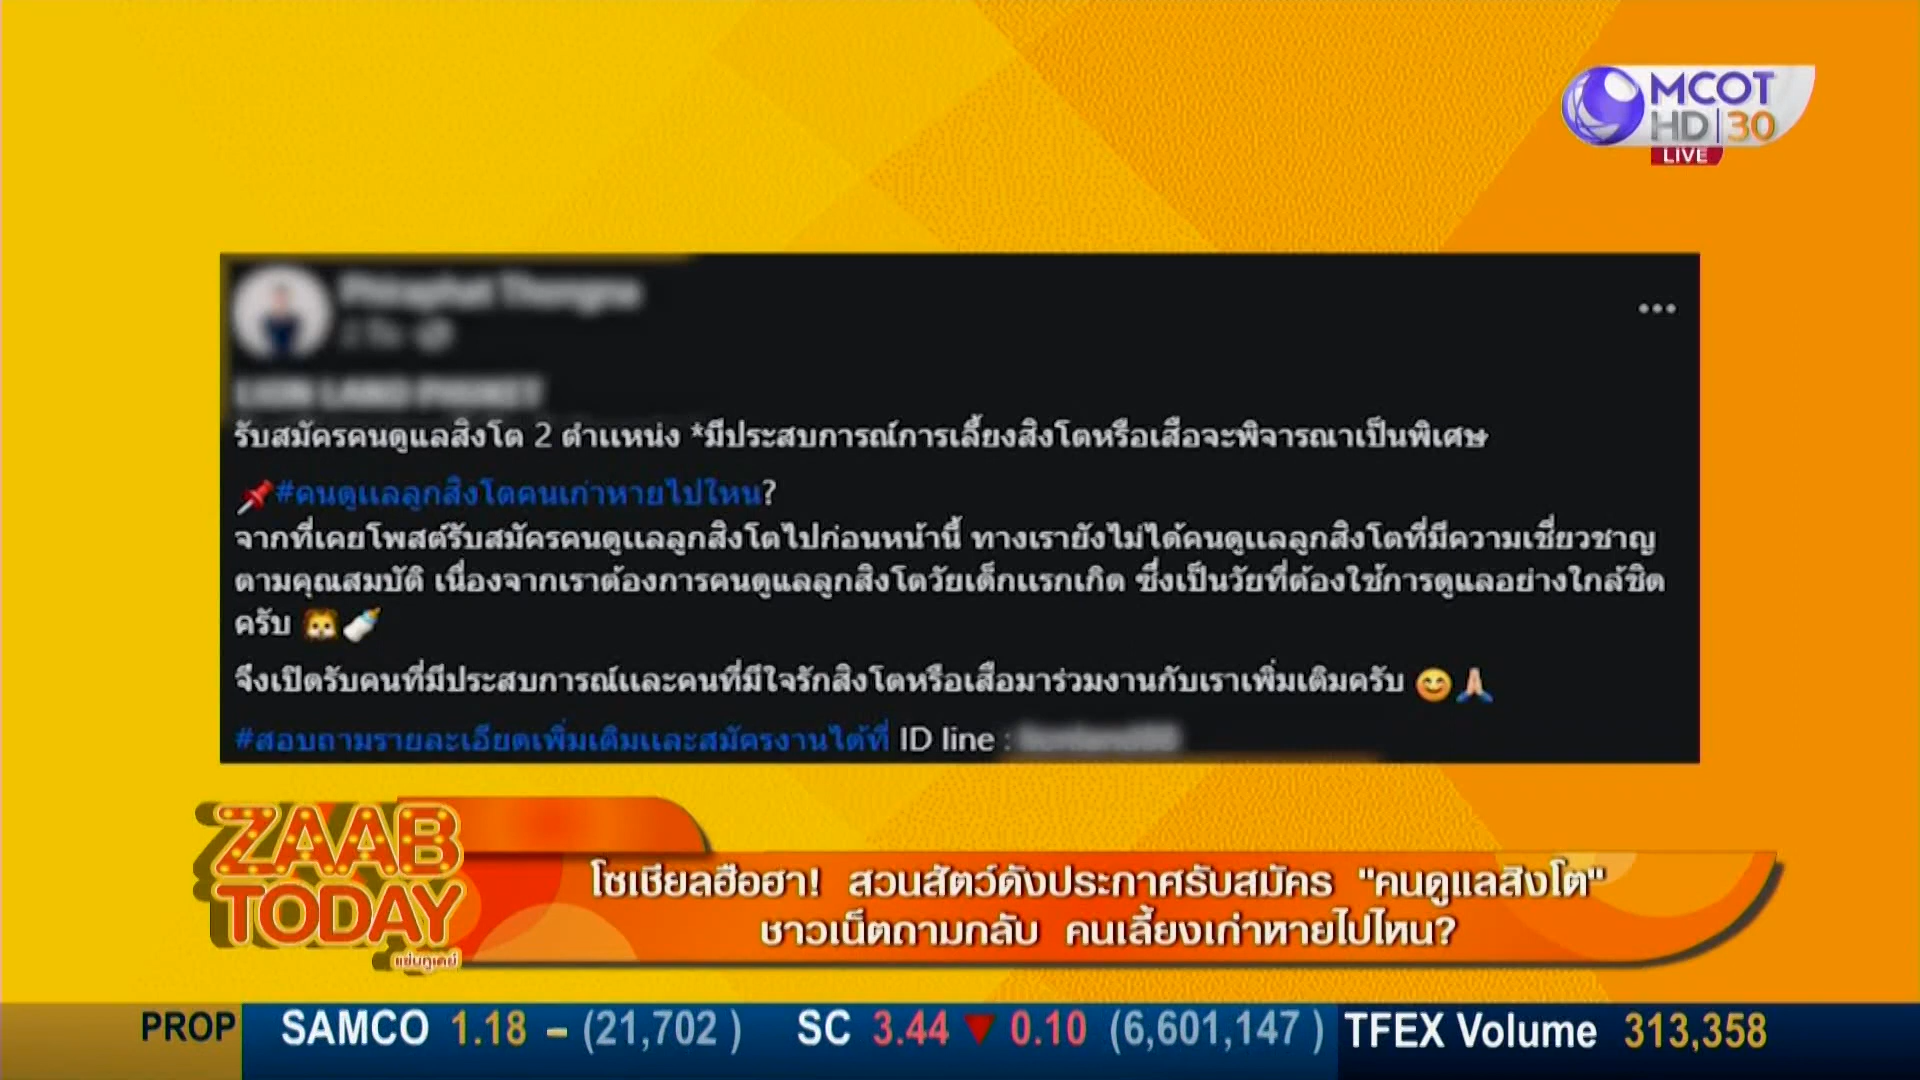 MCOT
HD|30
LIVE
รับสมัครคนดูแลสิงโต 2 ตำแหน่ง *มีประสบการณ์การเลี้ยงสิงโตหรือเสือจะพิจารณาเป็นพิเศษ
📌#คนดูแลลูกสิงโตคนเก่าหายไปใหน?
จากที่เคยโพสต์รับสมัครคนดูแลลูกสิงโตไปก่อนหน้านี้ ทางเรายังไม่ได้คนดูแลลูกสิงโตที่มีความเชี่ยวชาญ
ตามคุณสมบัติ เนื่องจากเราต้องการคนดูแลลูกสิงโตวัยเด็กแรกเกิด ซึ่งเป็นวัยที่ต้องใช้การดูแลอย่างใกล้ชิด
ครับ 🦁🍼
จึงเปิดรับคนที่มีประสบการณ์และคนที่มีใจรักสิงโตหรือเสือมาร่วมงานกับเราเพิ่มเติมครับ 😊🙏
#สอบถามรายละเอียดเพิ่มเติมและสมัครงานได้ที่ ID line :
ZAAB
TODAY
แซ่บทูเดย์
โซเชียลฮือฮา! สวนสัตว์ดังประกาศรับสมัคร "คนดูแลสิงโต"
ชาวเน็ตถามกลับ คนเลี้ยงเก่าหายไปไหน?
PROP SAMCO 1.18 – (21,702 ) SC 3.44 ▼ 0.10 (6,601,147 ) TFEX Volume 313,358